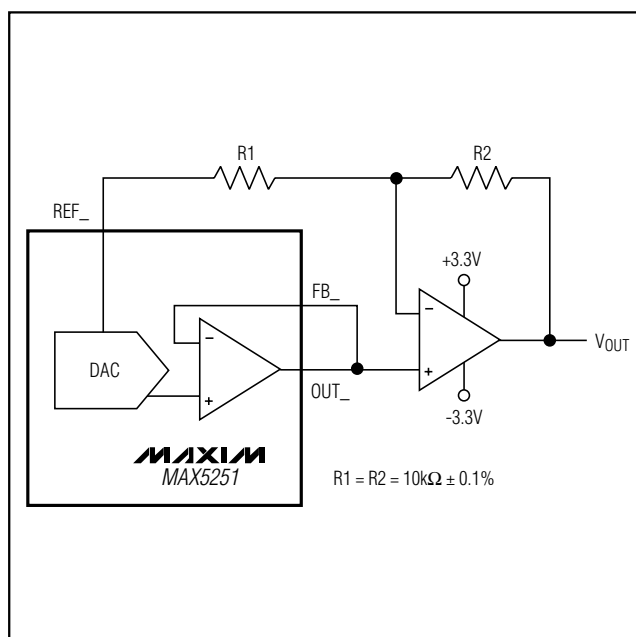 R1
R2
REF_
+3.3V
FB_
−
−
DAC
VOUT
+
OUT_
+
-3.3V
MAXIM
MAX5251
R1 = R2 = 10kΩ ± 0.1%